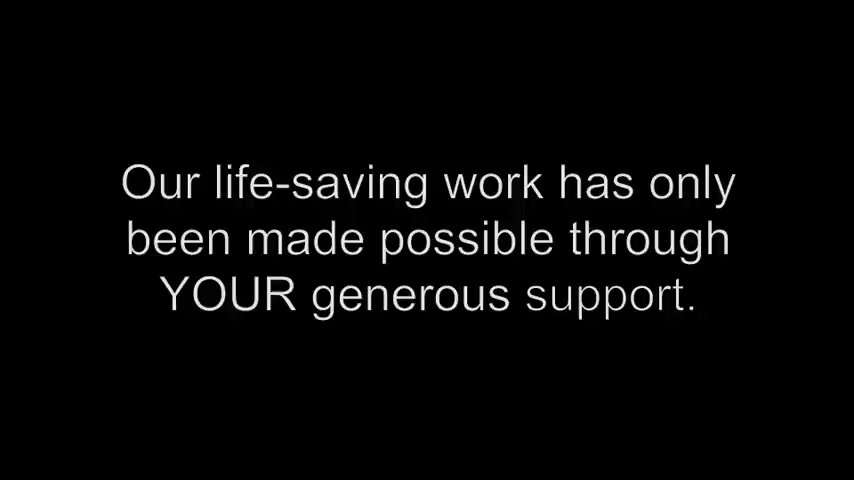 Our life-saving work has only
been made possible through
YOUR generous support.